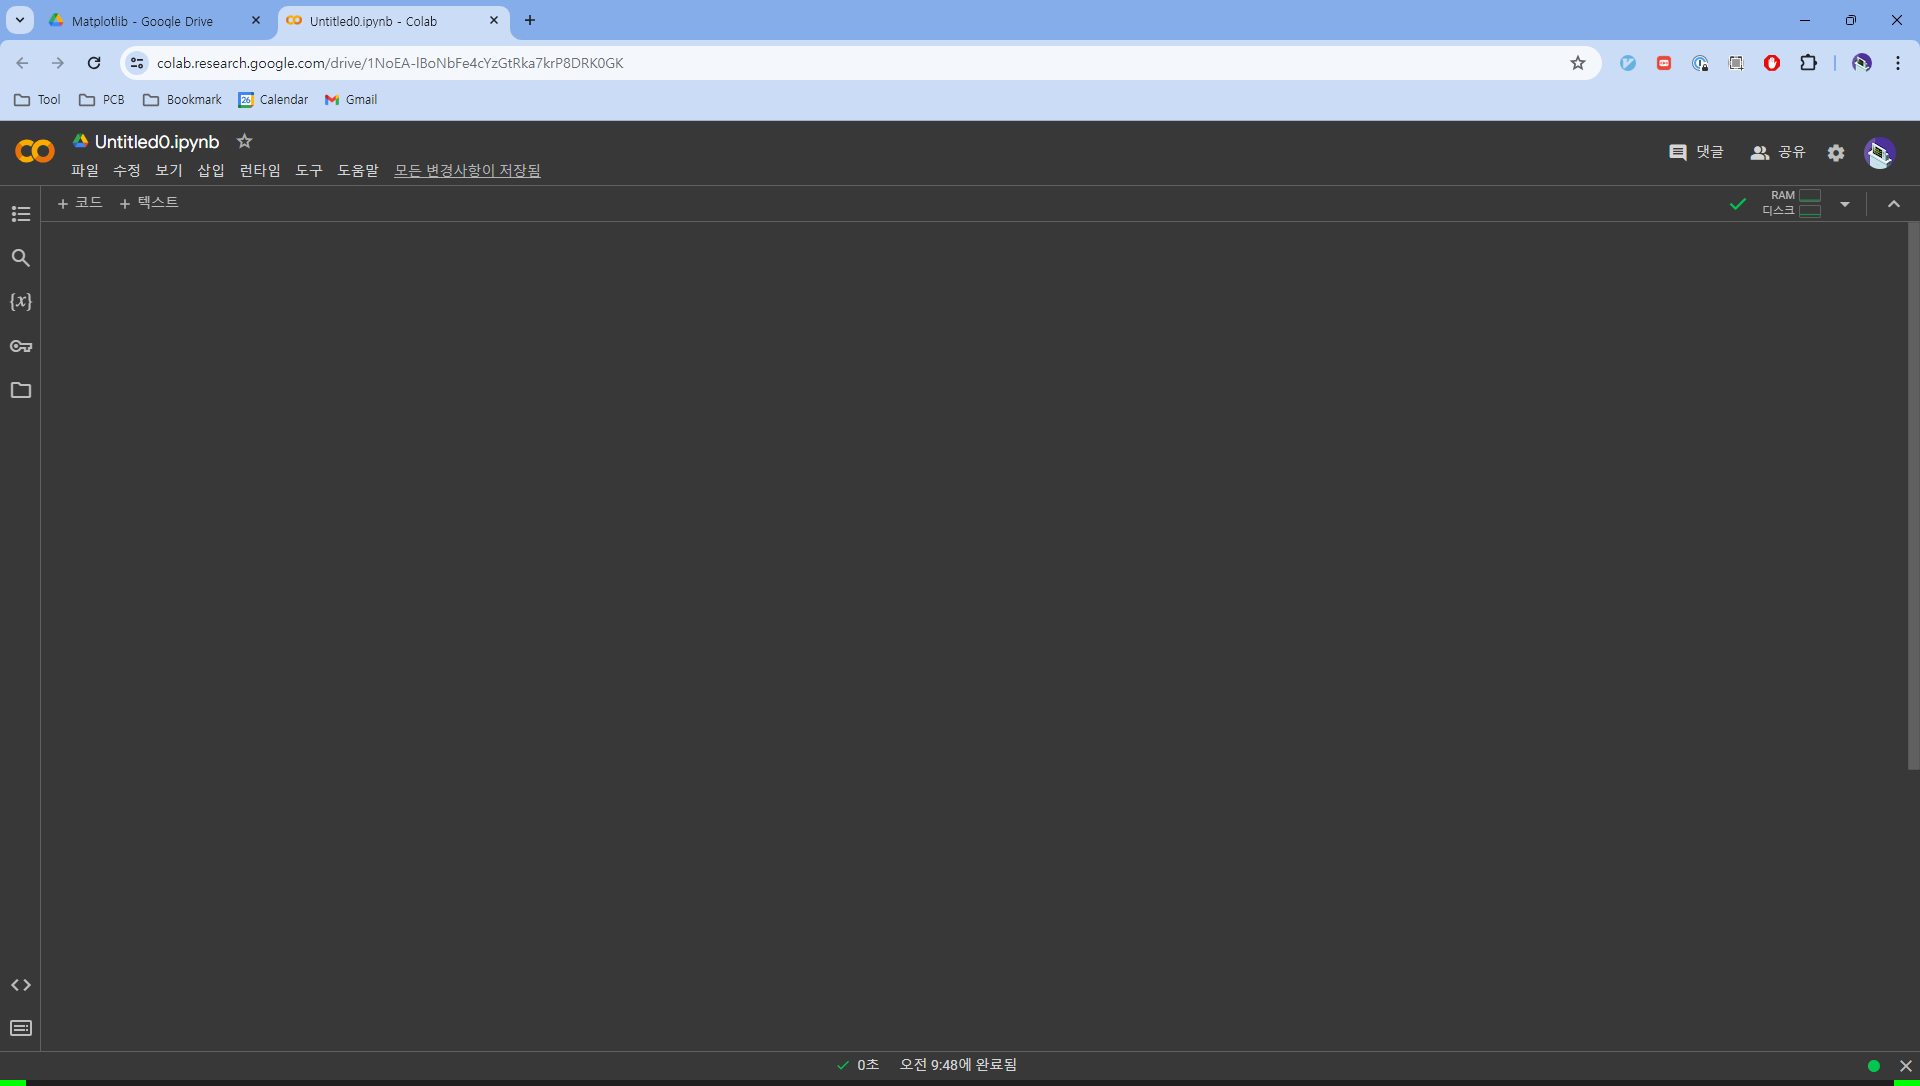 Matplotlib - Google Drive
Untitled0.ipynb - Colab
colab.research.google.com/drive/1NoEA-lBoNbFe4cYzGtRka7krP8DRK0GK
Tool PCB Bookmark 26 Calendar Gmail
Untitled0.ipynb
댓글 공유
파일 수정 보기 삽입 런타임 도구 도움말 모든 변경사항이 저장됨
+ 코드 + 텍스트
RAM
디스크
{x}
0초 오전 9:48에 완료됨